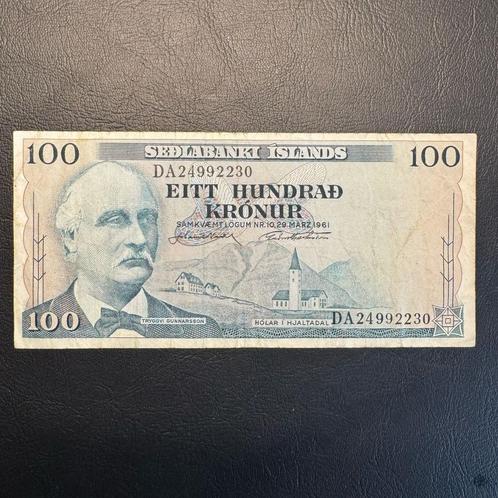 100 SEÐLABANKI ÍSLANDS 100
DA24992230
EITT HUNDRAÐ
KRÓNUR
SAMKVÆMT LÖGUM NR. 10, 29. MARZ 1961
100 TRYGGVI GUNNARSSON HÓLAR Í HJALTADAL DA24992230